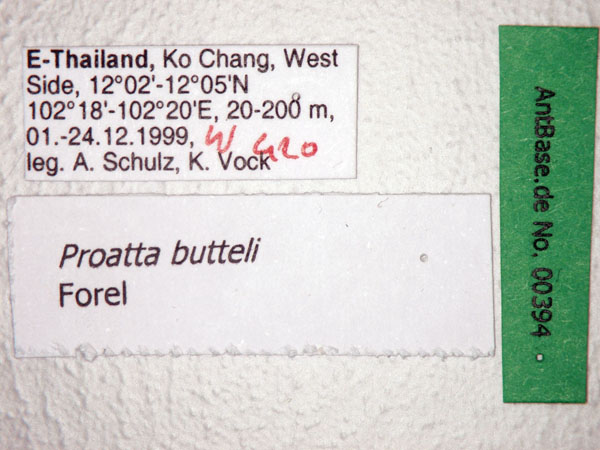 E-Thailand, Ko Chang, West
Side, 12°02'-12°05'N
102°18'-102°20'E, 20-200 m,
01.-24.12.1999,
leg. A. Schulz, K. Vock
Proatta butteli
Forel
AntBase.de No. 00394